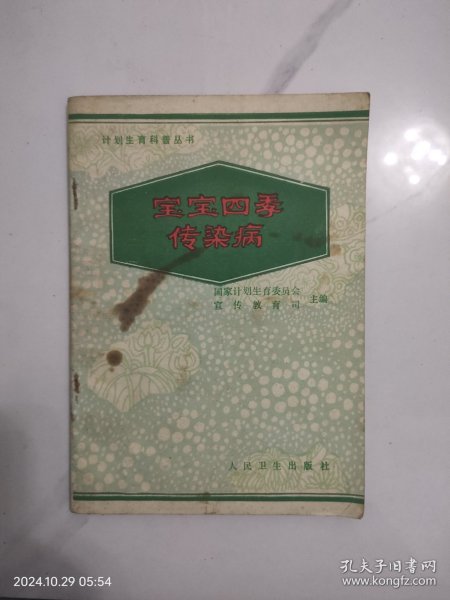 计划生育科普丛书
宝宝四季
传染病
国家计划生育委员会
宣传教育司
主编
人民卫生出版社
2024.10.29 05:54
孔夫子旧书网
www.kongfz.com